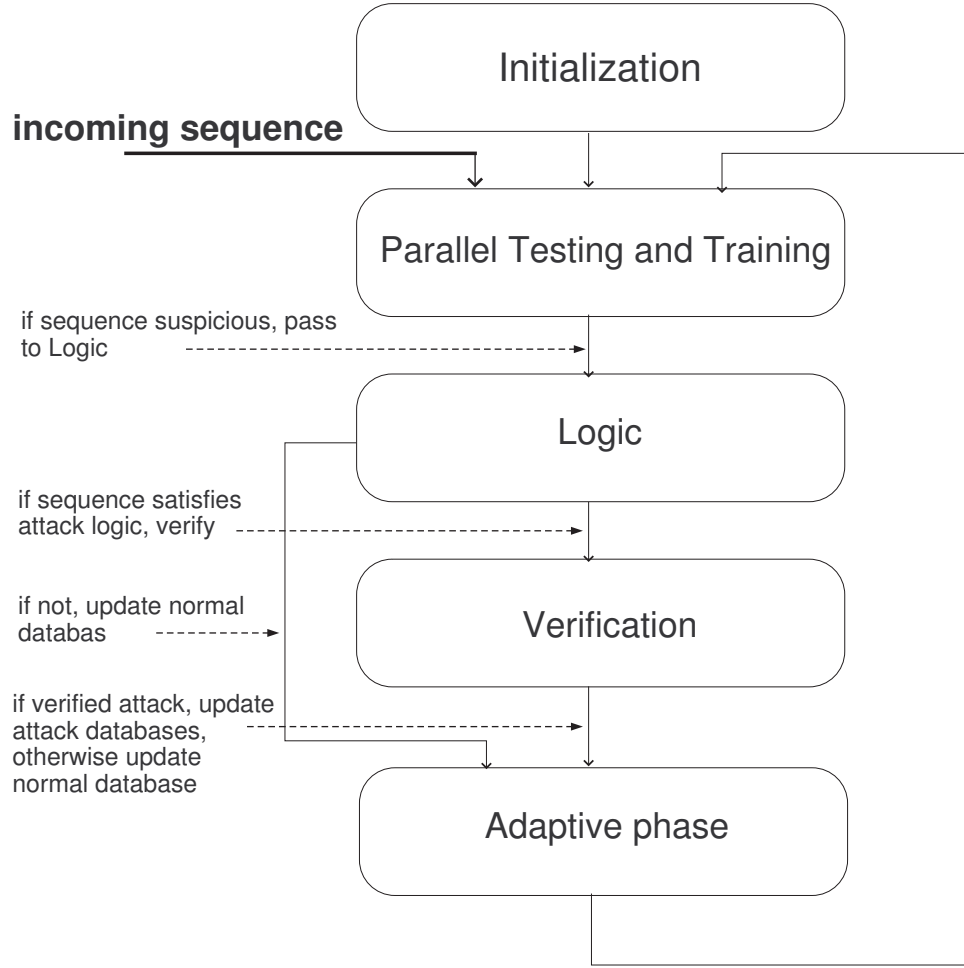 Initialization
incoming sequence
Parallel Testing and Training
if sequence suspicious, pass
to Logic
Logic
if sequence satisfies
attack logic, verify
if not, update normal
databas
Verification
if verified attack, update
attack databases,
otherwise update
normal database
Adaptive phase